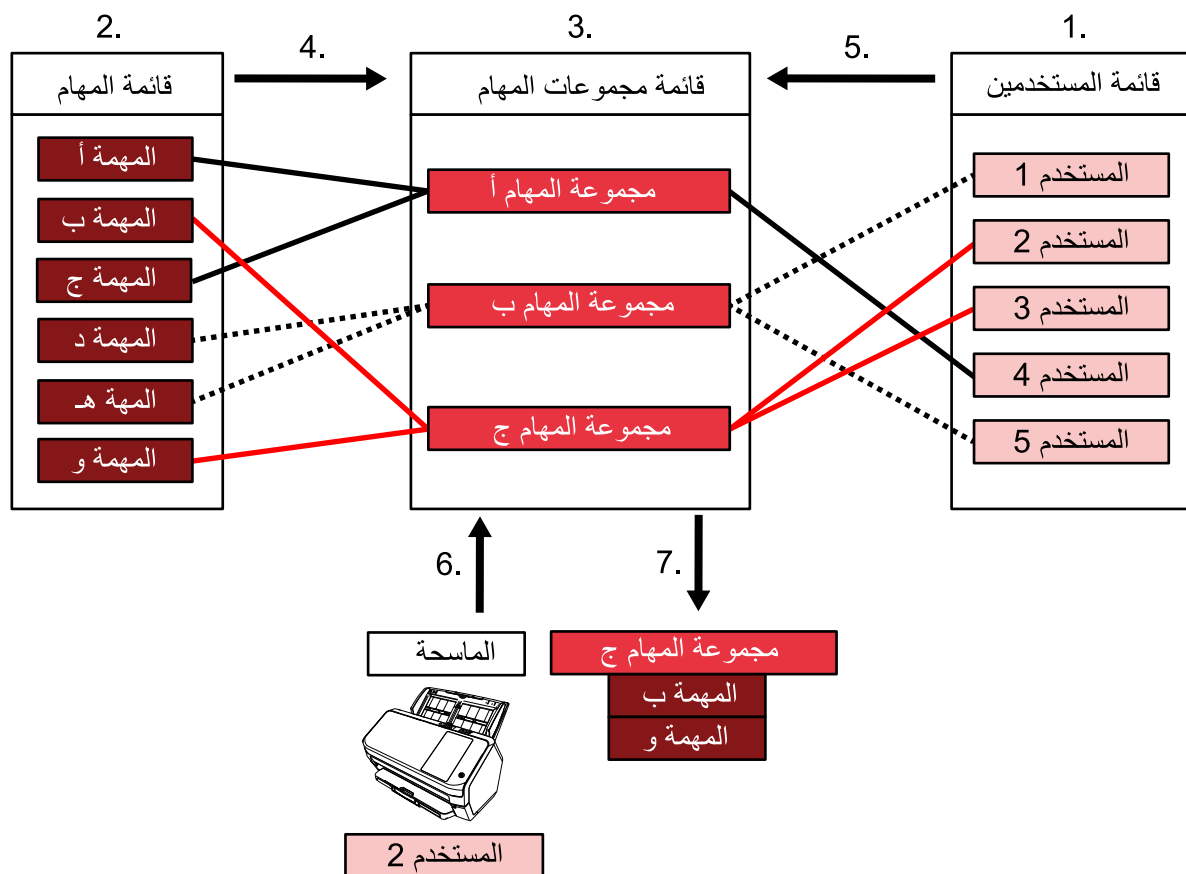 1.
قائمة المستخدمين
المستخدم 1
المستخدم 2
المستخدم 3
المستخدم 4
المستخدم 5
5.
3.
قائمة مجموعات المهام
مجموعة المهام أ
مجموعة المهام ب
مجموعة المهام ج
4.
2.
قائمة المهام
المهمة أ
المهمة ب
المهمة ج
المهمة د
المهة هـ
المهمة و
6.
الماسحة
المستخدم 2
7.
مجموعة المهام ج
المهمة ب
المهمة و